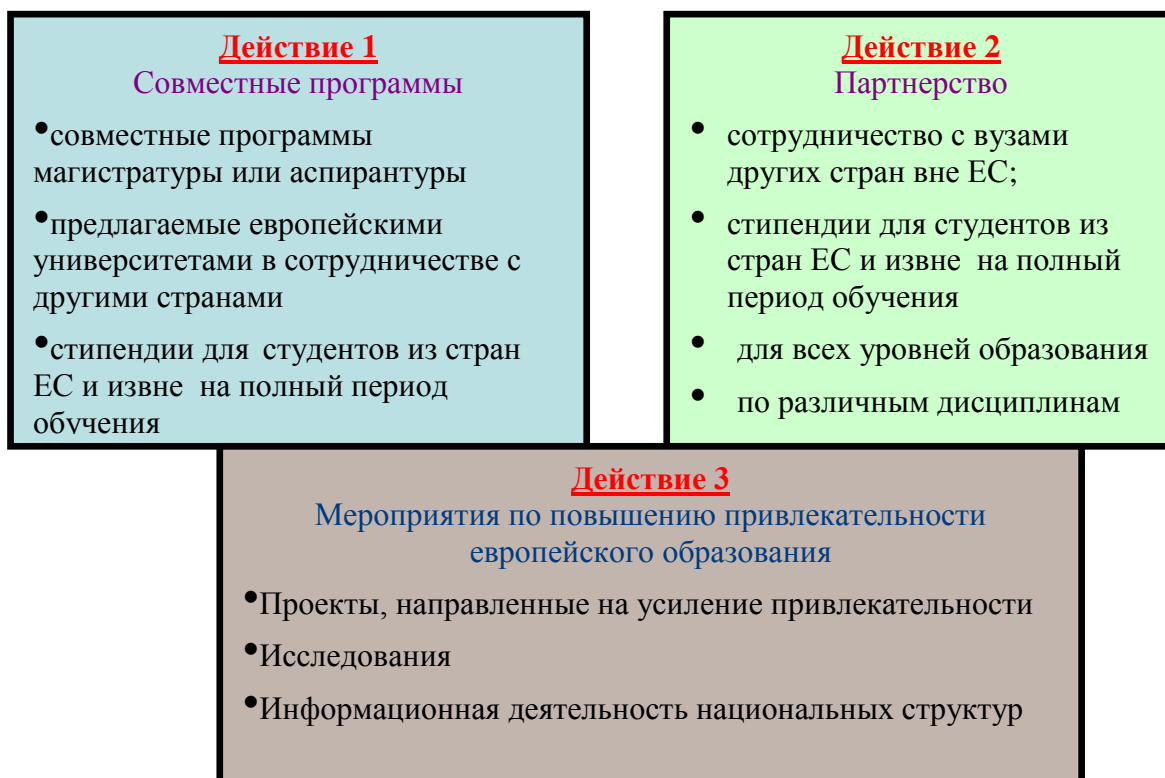 Действие 1
Совместные программы
•совместные программы
магистратуры или аспирантуры
•предлагаемые европейскими
университетами в сотрудничестве с
другими странами
•стипендии для студентов из стран
ЕС и извне на полный период
обучения
Действие 2
Партнерство
• сотрудничество с вузами
других стран вне ЕС;
• стипендии для студентов из
стран ЕС и извне на полный
период обучения
• для всех уровней образования
• по различным дисциплинам
Действие 3
Мероприятия по повышению привлекательности
европейского образования
•Проекты, направленные на усиление привлекательности
•Исследования
•Информационная деятельность национальных структур